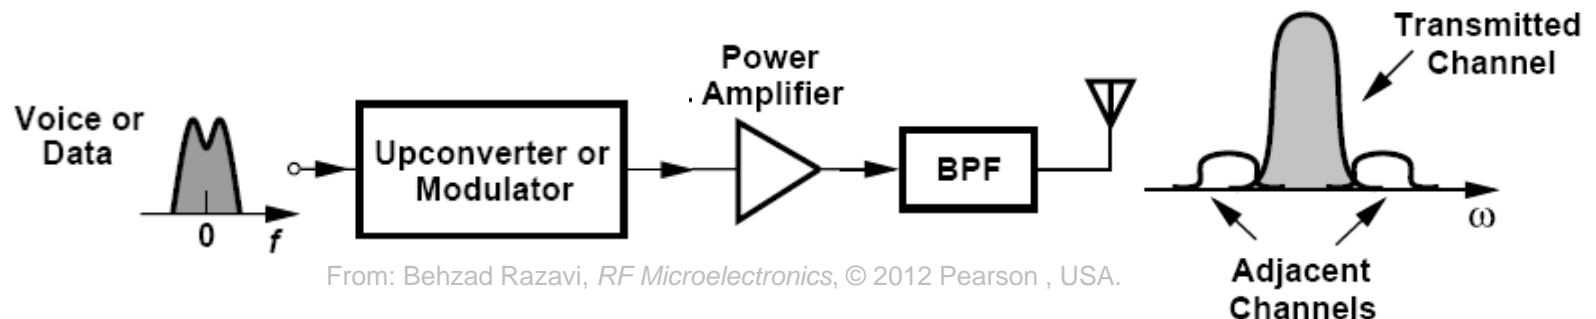 Voice or
Data
0
f
Upconverter or
Modulator
Power
Amplifier
BPF
Transmitted
Channel
ω
Adjacent
Channels
From: Behzad Razavi, RF Microelectronics, © 2012 Pearson , USA.